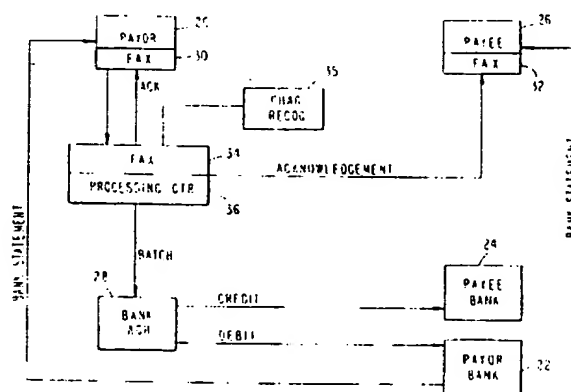 PAYOR
FAX
30
ACK
35
CHAR
RECOG
26
PAYEE
FAX
32
FAX
34
PROCESSING CTR
36
ACKNOWLEDGEMENT
BANK STATEMENT
BANK STATEMENT
BATCH
28
BANK
ACH
CREDIT
DEBIT
24
PAYEE
BANK
PAYOR
BANK
22